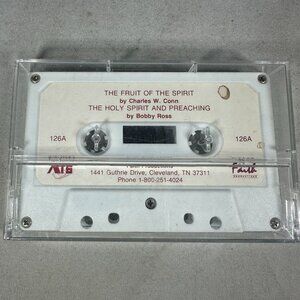 THE FRUIT OF THE SPIRIT
by Charles W. Conn
THE HOLY SPIRIT AND PREACHING
by Bobby Ross
126A
126A
Faith
1441 Guthrie Drive, Cleveland, TN 37311
Phone 1-800-251-4024